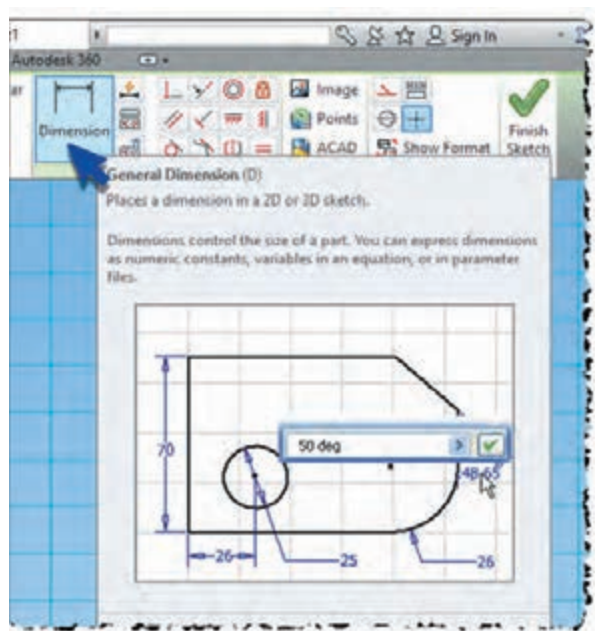 Sign In
Autodesk 360
Image
Points
Dimension
Finish
ACAD
Show Format
Sketch
General Dimension (D)
Places a dimension in a 2D or 3D sketch.
Dimensions control the size of a part. You can express dimensions
as numeric constants, variables in an equation, or in parameter
files.
50 deg
70
48.65
26
25
26